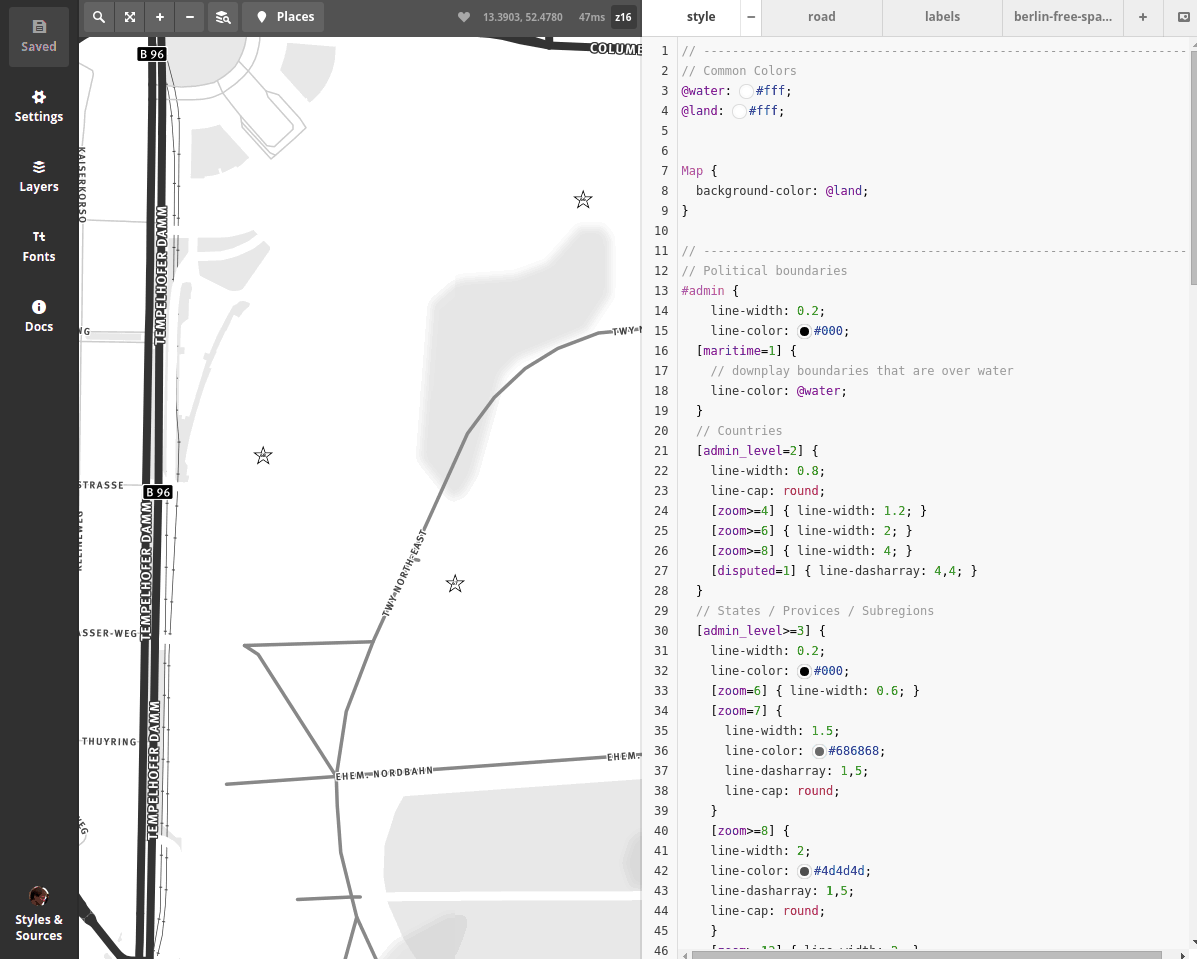 Saved
Settings
Layers
Tt
Fonts
Docs
Styles &
Sources
Places
13.3903, 52.4780
47ms
z16
B 96
COLUME
KAISERKORSO
TEMPELHOFER DAMM
TWY-N
NG
STRASSE
B 96
TEMPELHOFER DAMM
TWY-NORTH-EAST
ASSER-WEG
THUYRING
TEMPELHOFER DAMM
EHEM. NORDBAHN
EHEM.
WEG
style
road
labels
berlin-free-spa...
1 // -------------------------------------------------------------------
2 // Common Colors
3 @water: #fff;
4 @land: #fff;
5
6
7 Map {
8 background-color: @land;
9 }
10
11 // -------------------------------------------------------------------
12 // Political boundaries
13 #admin {
14 line-width: 0.2;
15 line-color: #000;
16 [maritime=1] {
17 // downplay boundaries that are over water
18 line-color: @water;
19 }
20 // Countries
21 [admin_level=2] {
22 line-width: 0.8;
23 line-cap: round;
24 [zoom>=4] { line-width: 1.2; }
25 [zoom>=6] { line-width: 2; }
26 [zoom>=8] { line-width: 4; }
27 [disputed=1] { line-dasharray: 4,4; }
28 }
29 // States / Provices / Subregions
30 [admin_level>=3] {
31 line-width: 0.2;
32 line-color: #000;
33 [zoom=6] { line-width: 0.6; }
34 [zoom=7] {
35 line-width: 1.5;
36 line-color: #686868;
37 line-dasharray: 1,5;
38 line-cap: round;
39 }
40 [zoom>=8] {
41 line-width: 2;
42 line-color: #4d4d4d;
43 line-dasharray: 1,5;
44 line-cap: round;
45 }
46 [zoom>=12] { line-width: 3; }